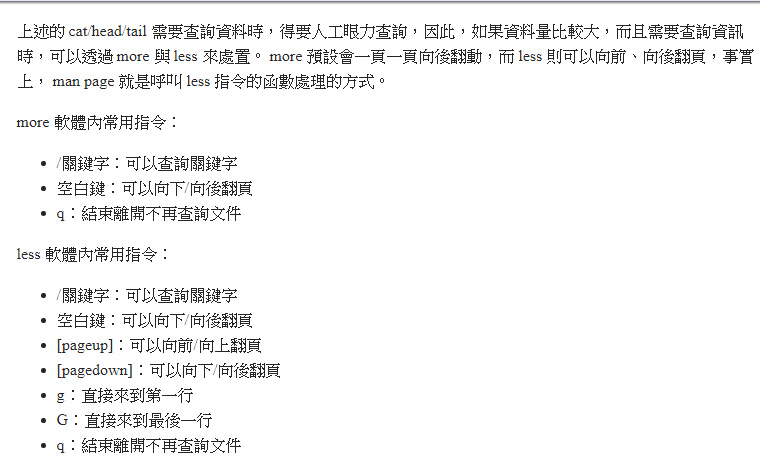 上述的 cat/head/tail 需要查詢資料時，得要人工眼力查詢，因此，如果資料量比較大，而且需要查詢資訊
時，可以透過 more 與 less 來處置。 more 預設會一頁一頁向後翻動，而 less 則可以向前、向後翻頁，事實
上， man page 就是呼叫 less 指令的函數處理的方式。
more 軟體內常用指令：
• /關鍵字：可以查詢關鍵字
• 空白鍵：可以向下/向後翻頁
• q：結束離開不再查詢文件
less 軟體內常用指令：
• /關鍵字：可以查詢關鍵字
• 空白鍵：可以向下/向後翻頁
• [pageup]：可以向前/向上翻頁
• [pagedown]：可以向下/向後翻頁
• g：直接來到第一行
• G：直接來到最後一行
• q：結束離開不再查詢文件